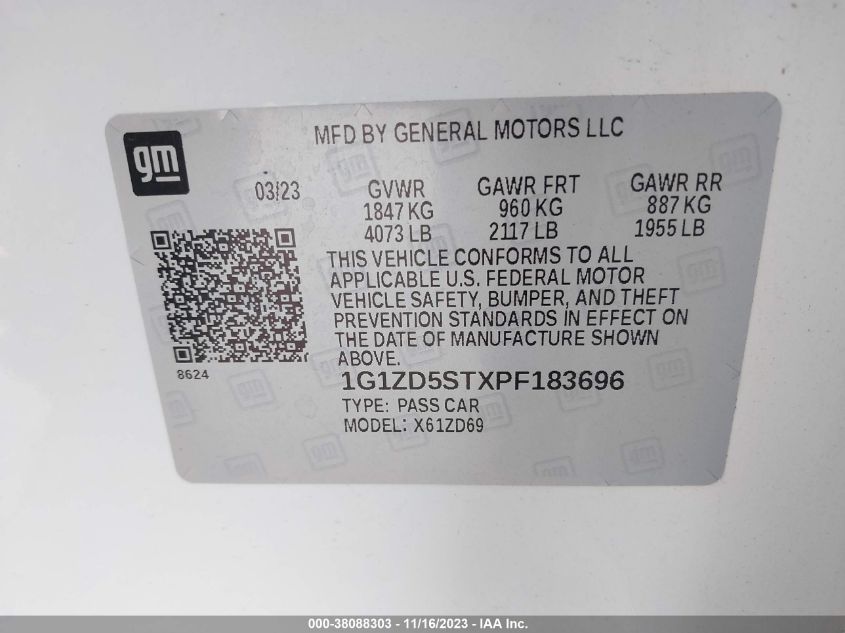 gm
MFD BY GENERAL MOTORS LLC
03/23 GVWR GAWR FRT GAWR RR
1847 KG 960 KG 887 KG
4073 LB 2117 LB 1955 LB
THIS VEHICLE CONFORMS TO ALL
APPLICABLE U.S. FEDERAL MOTOR
VEHICLE SAFETY, BUMPER, AND THEFT
PREVENTION STANDARDS IN EFFECT ON
THE DATE OF MANUFACTURE SHOWN
ABOVE.
8624
1G1ZD5STXPF183696
TYPE: PASS CAR
MODEL: X61ZD69
000-38088303 - 11/16/2023 - IAA Inc.